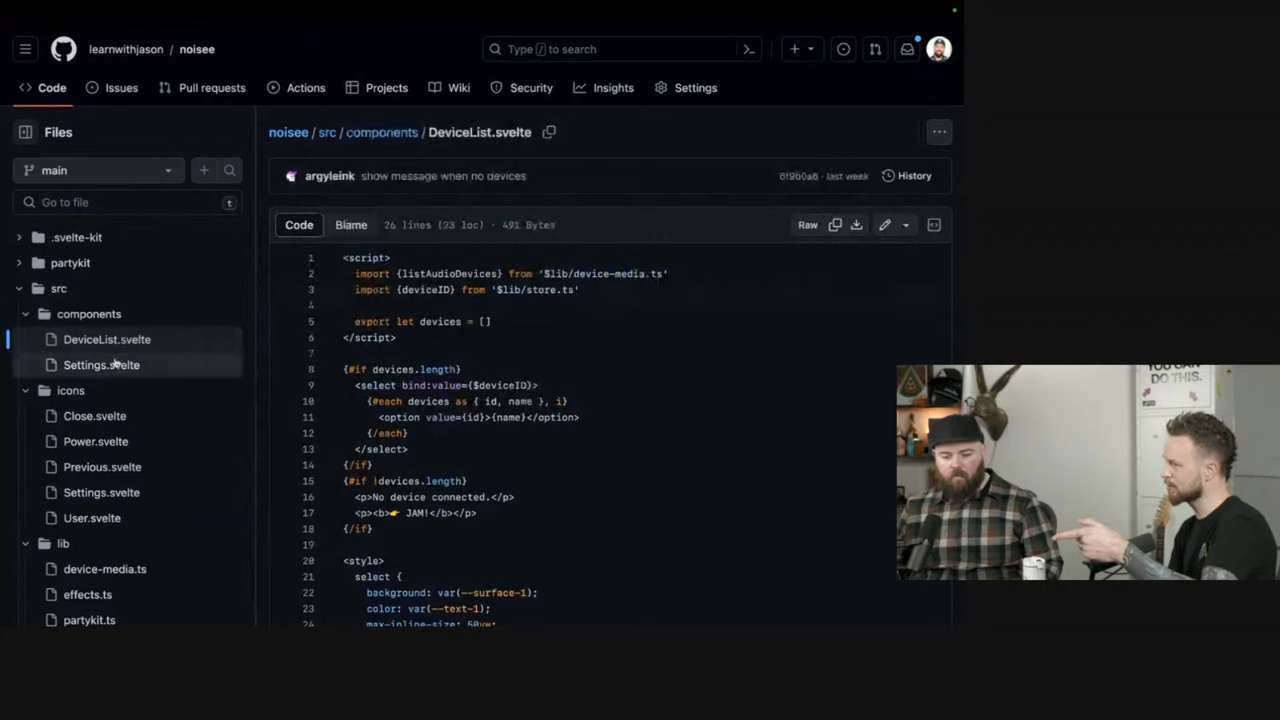 learnwithjason / noisee
Type / to search
Code
Issues
Pull requests
Actions
Projects
Wiki
Security
Insights
Settings
Files
main
Go to file
t
.svelte-kit
partykit
src
components
DeviceList.svelte
Settings.svelte
icons
Close.svelte
Power.svelte
Previous.svelte
Settings.svelte
User.svelte
lib
device-media.ts
effects.ts
partykit.ts
noisee / src / components / DeviceList.svelte
argyleink show message when no devices
6f9b0a6 · last week
History
Code
Blame
26 lines (23 loc) · 491 Bytes
Raw
1 <script>
2 import {listAudioDevices} from '$lib/device-media.ts'
3 import {deviceID} from '$lib/store.ts'
4
5 export let devices = []
6 </script>
7
8 {#if devices.length}
9 <select bind:value={$deviceID}>
10 {#each devices as { id, name }, i}
11 <option value={id}>{name}</option>
12 {/each}
13 </select>
14 {/if}
15 {#if !devices.length}
16 <p>No device connected.</p>
17 <p><b>👉 JAM!</b></p>
18 {/if}
19
20 <style>
21 select {
22 background: var(--surface-1);
23 color: var(--text-1);
24 max-inline-size: 50vw;
YOU CAN
DO THIS.